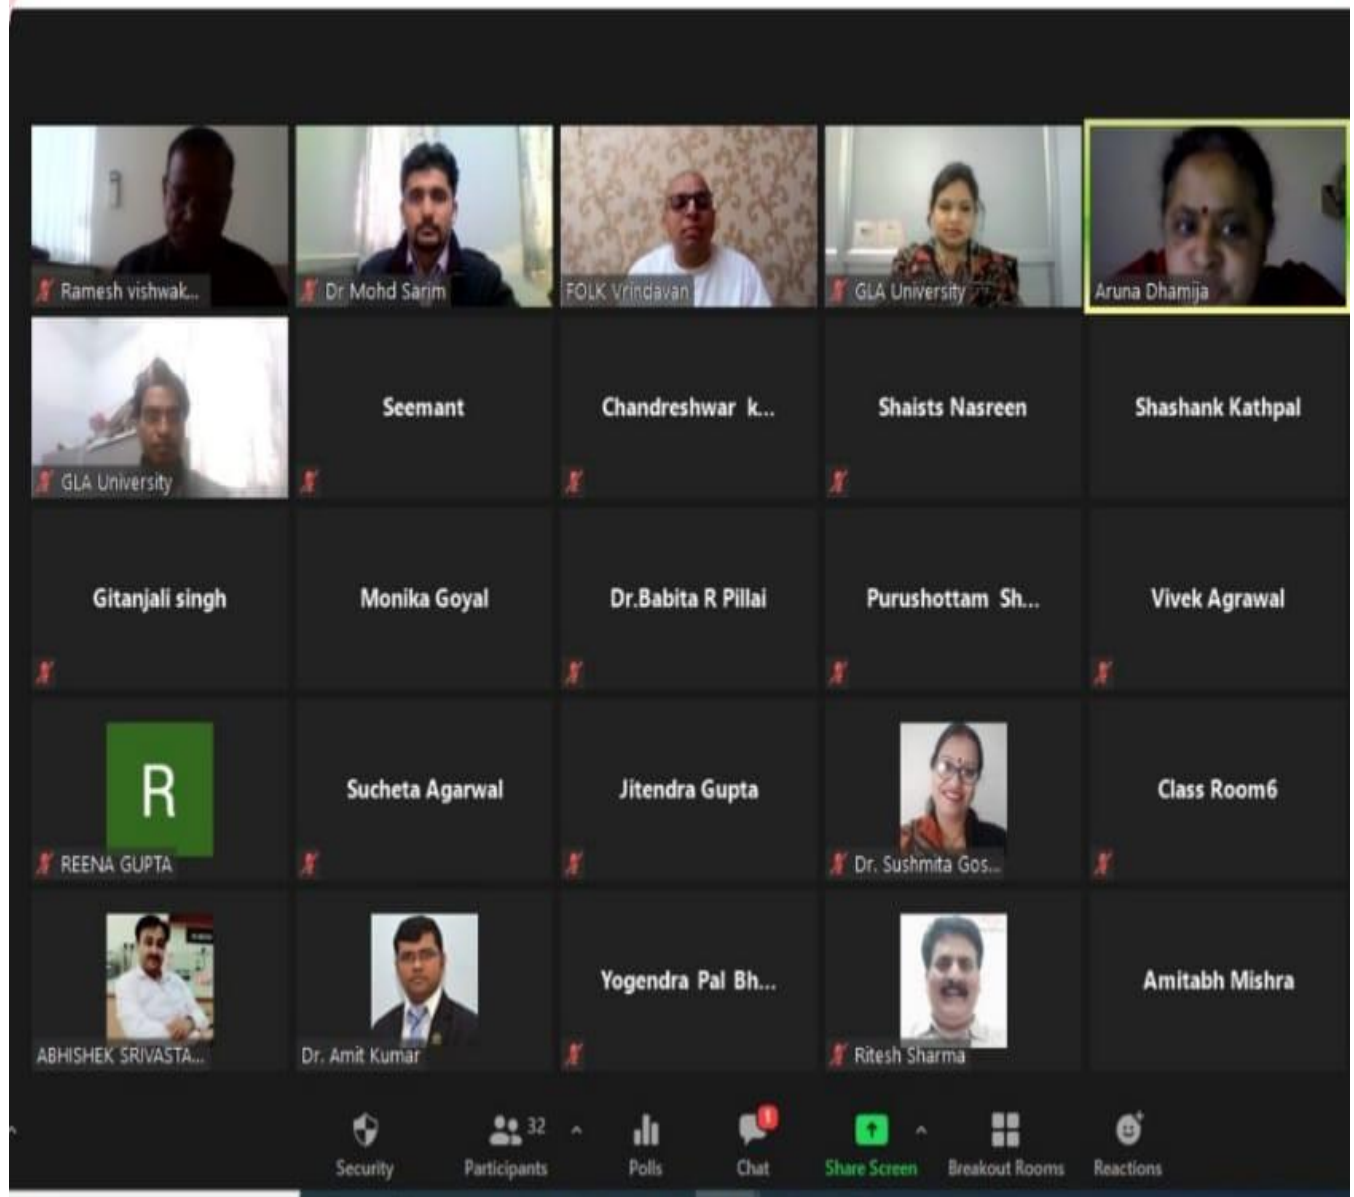 Ramesh vishwak...
Dr Mohd Sarim
FOLK Vrindavan
GLA University
Aruna Dhamija
GLA University
Seemant
Chandreshwar k...
Shaists Nasreen
Shashank Kathpal
Gitanjali singh
Monika Goyal
Dr.Babita R Pillai
Purushottam Sh...
Vivek Agrawal
R
REENA GUPTA
Sucheta Agarwal
Jitendra Gupta
Dr. Sushmita Gos...
Class Room6
ABHISHEK SRIVASTA...
Dr. Amit Kumar
Yogendra Pal Bh...
Ritesh Sharma
Amitabh Mishra
Security
32
Participants
Polls
1
Chat
Share Screen
Breakout Rooms
Reactions